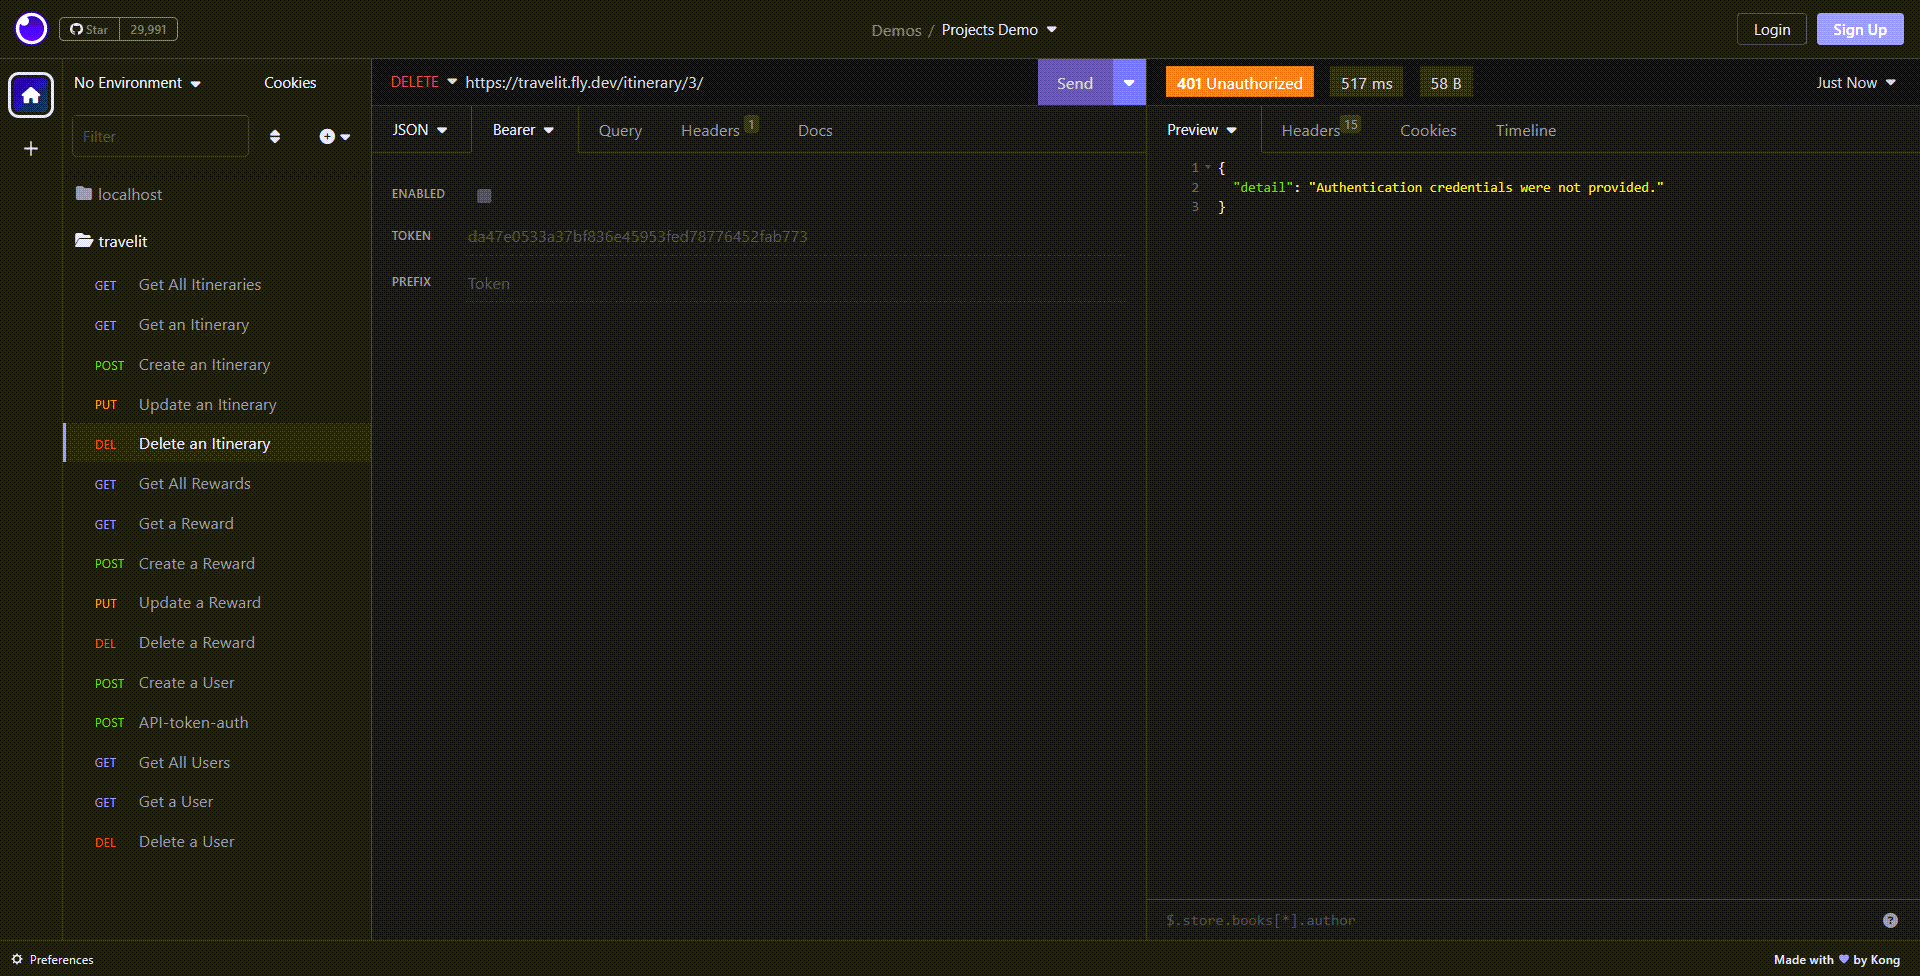 Star 29,991
Demos / Projects Demo
Login
Sign Up
No Environment
Cookies
Filter
localhost
travelit
GET Get All Itineraries
GET Get an Itinerary
POST Create an Itinerary
PUT Update an Itinerary
DEL Delete an Itinerary
GET Get All Rewards
GET Get a Reward
POST Create a Reward
PUT Update a Reward
DEL Delete a Reward
POST Create a User
POST API-token-auth
GET Get All Users
GET Get a User
DEL Delete a User
DELETE https://travelit.fly.dev/itinerary/3/ Send
JSON Bearer Query Headers 1 Docs
ENABLED
TOKEN da47e0533a37bf836e45953fed78776452fab773
PREFIX Token
401 Unauthorized 517 ms 58 B Just Now
Preview Headers 15 Cookies Timeline
1 {
2 "detail": "Authentication credentials were not provided."
3 }
$.store.books[*].author ?
Preferences
Made with ♥ by Kong